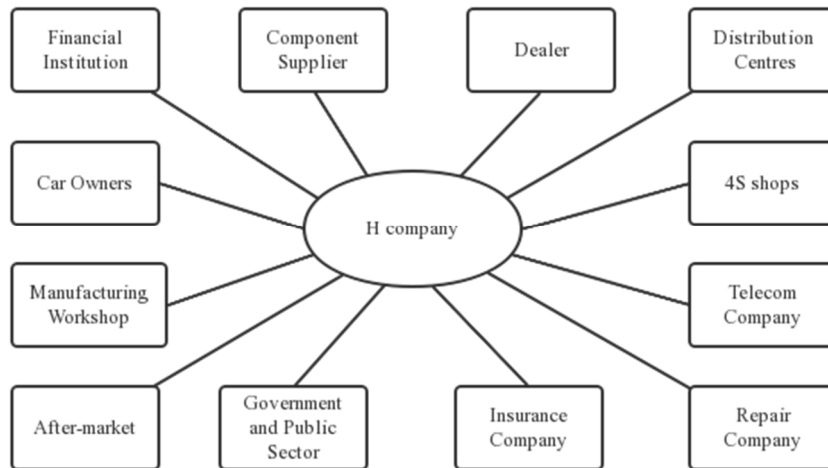 Financial
Institution
Component
Supplier
Dealer
Distribution
Centres
Car Owners
4S shops
H company
Manufacturing
Workshop
Telecom
Company
After-market
Government
and Public
Sector
Insurance
Company
Repair
Company